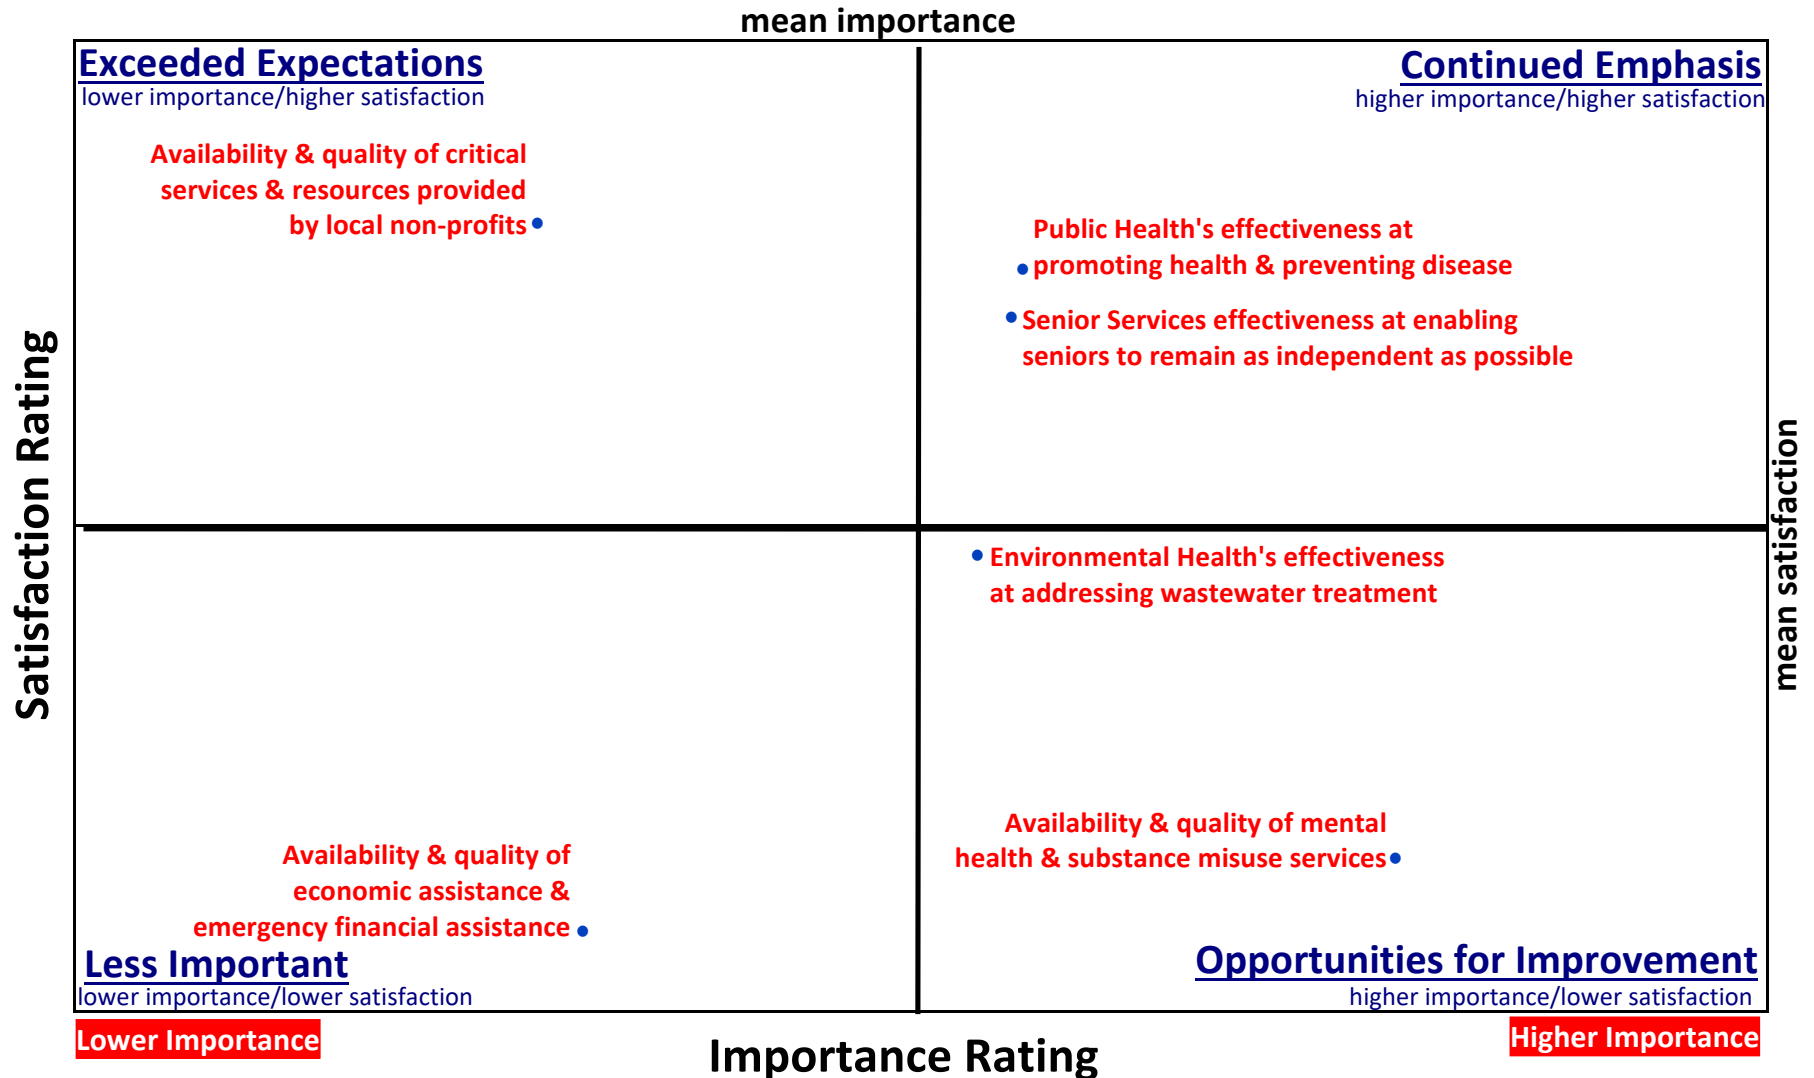 mean importance
Exceeded Expectations
lower importance/higher satisfaction
Continued Emphasis
higher importance/higher satisfaction
Availability & quality of critical
services & resources provided
by local non-profits
Public Health's effectiveness at
promoting health & preventing disease
Senior Services effectiveness at enabling
seniors to remain as independent as possible
Satisfaction Rating
mean satisfaction
Environmental Health's effectiveness
at addressing wastewater treatment
Availability & quality of mental
health & substance misuse services
Availability & quality of
economic assistance &
emergency financial assistance
Less Important
lower importance/lower satisfaction
Opportunities for Improvement
higher importance/lower satisfaction
Lower Importance
Importance Rating
Higher Importance